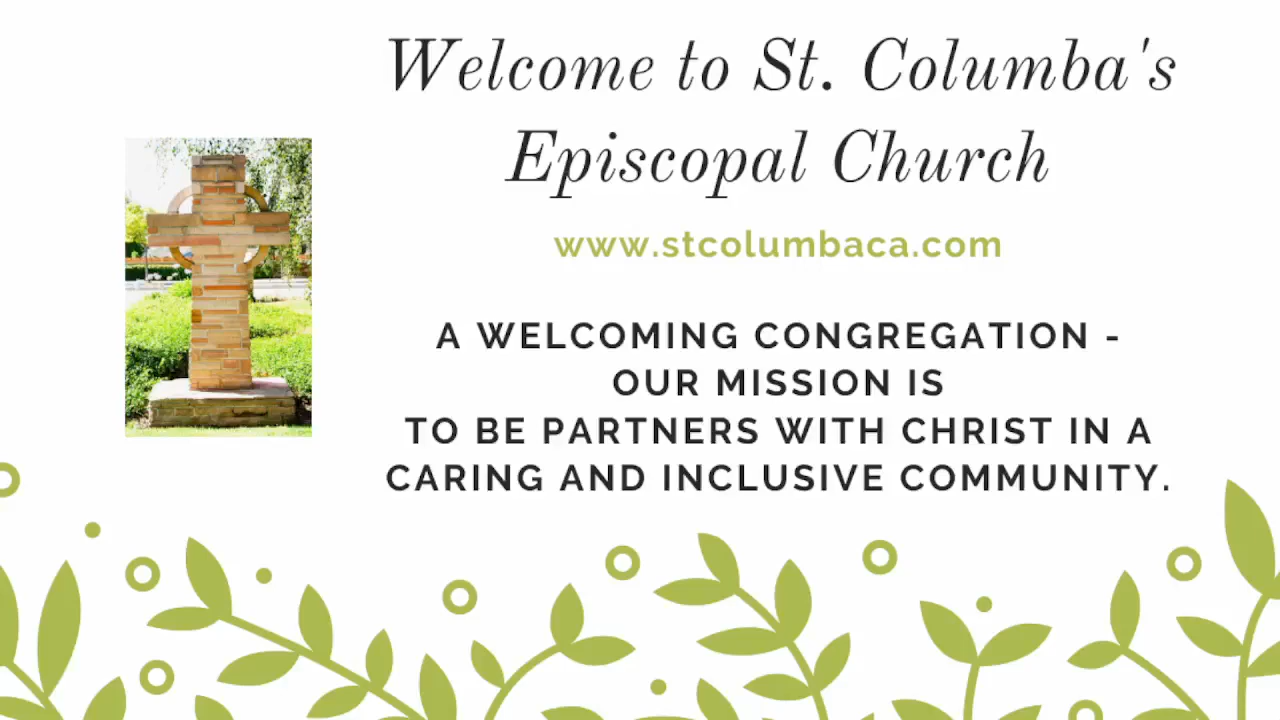 Welcome to St. Columba's
Episcopal Church
www.stcolumbaca.com
A WELCOMING CONGREGATION -
OUR MISSION IS
TO BE PARTNERS WITH CHRIST IN A
CARING AND INCLUSIVE COMMUNITY.